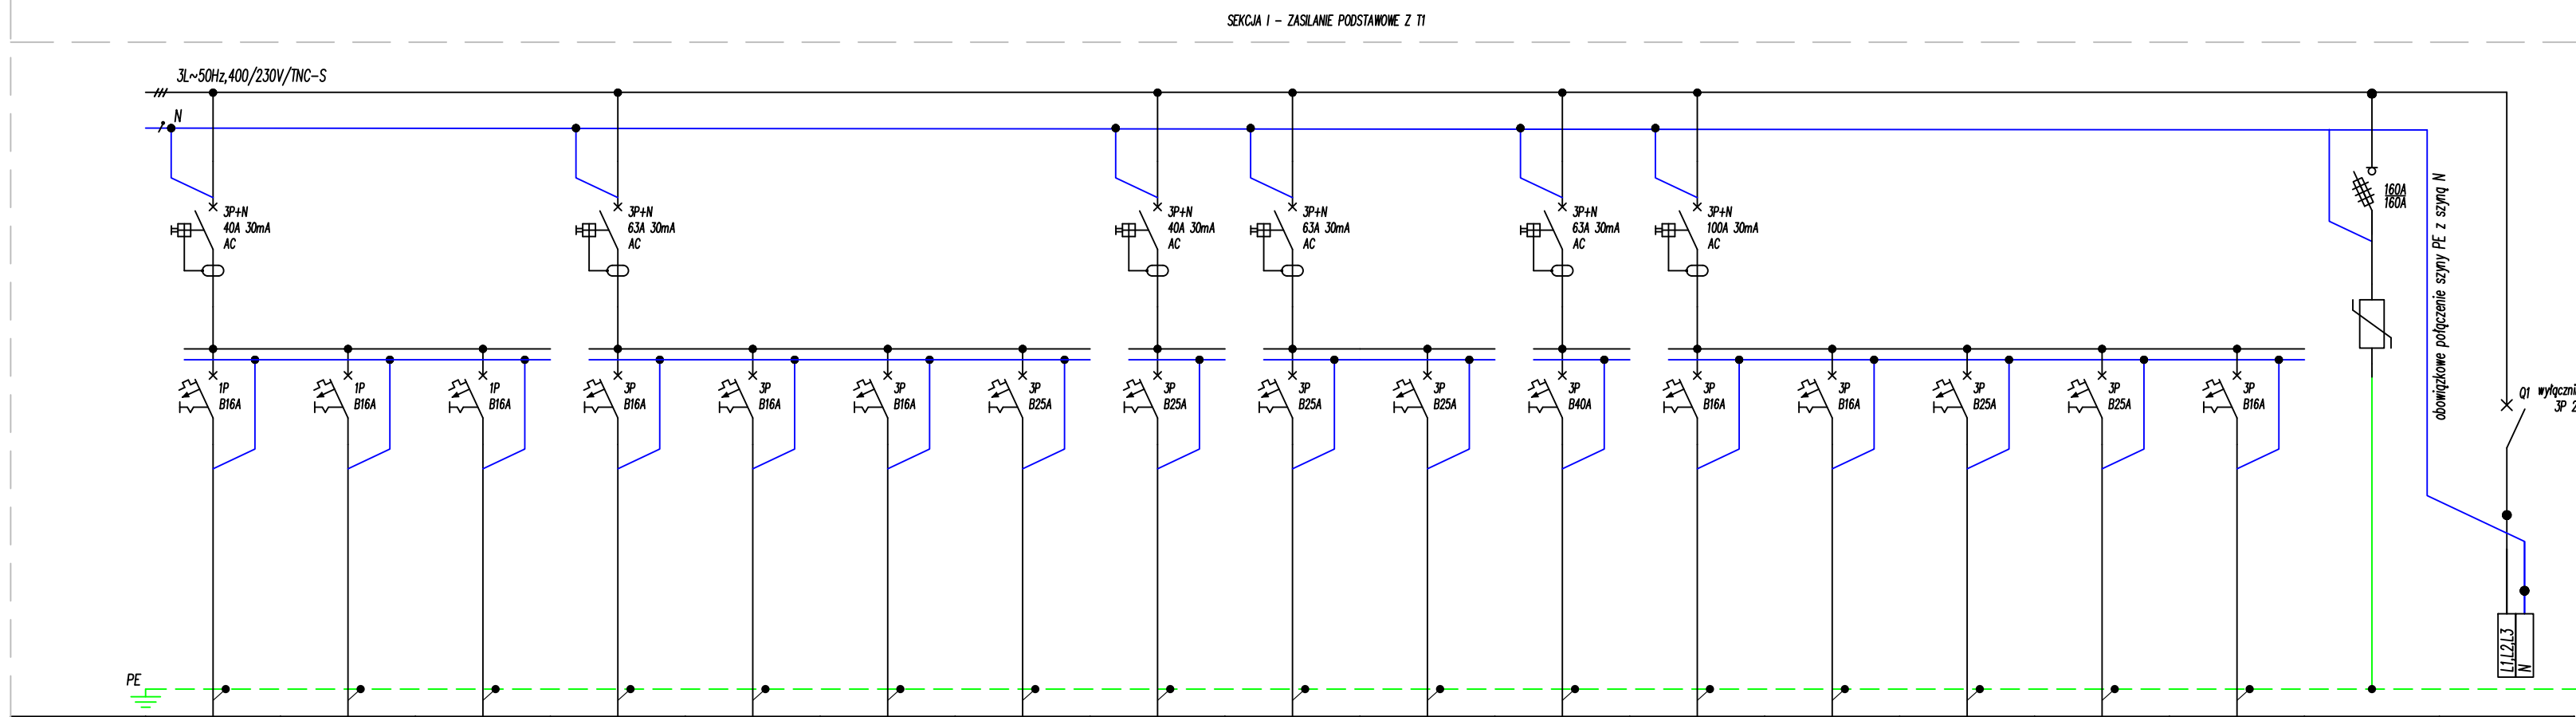 SEKCJA I - ZASILANIE PODSTAWOWE Z T1
3L~50Hz,400/230V/TNC-S
N
3P+N
40A 30mA
AC
3P+N
63A 30mA
AC
3P+N
40A 30mA
AC
3P+N
63A 30mA
AC
3P+N
63A 30mA
AC
3P+N
100A 30mA
AC
160A
160A
obowiązkowe połączenie szyny PE z szyną N
1P
B16A
1P
B16A
1P
B16A
3P
B16A
3P
B16A
3P
B16A
3P
B25A
3P
B25A
3P
B25A
3P
B25A
3P
B40A
3P
B16A
3P
B16A
3P
B25A
3P
B25A
3P
B16A
Q1
3P
L1,L2,L3
N
PE